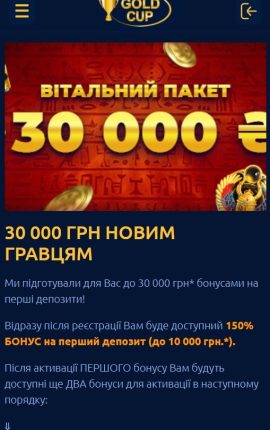 GOLD
CUP
ВІТАЛЬНИЙ ПАКЕТ
30 000 ₴
30 000 ГРН НОВИМ
ГРАВЦЯМ
Ми підготували для Вас до 30 000 грн* бонусами на
перші депозити!
Відразу після реєстрації Вам буде доступний 150%
БОНУС на перший депозит (до 10 000 грн.*).
Після активації ПЕРШОГО бонусу Вам будуть
доступні ще ДВА бонуси для активації в наступному
порядку:
⇓